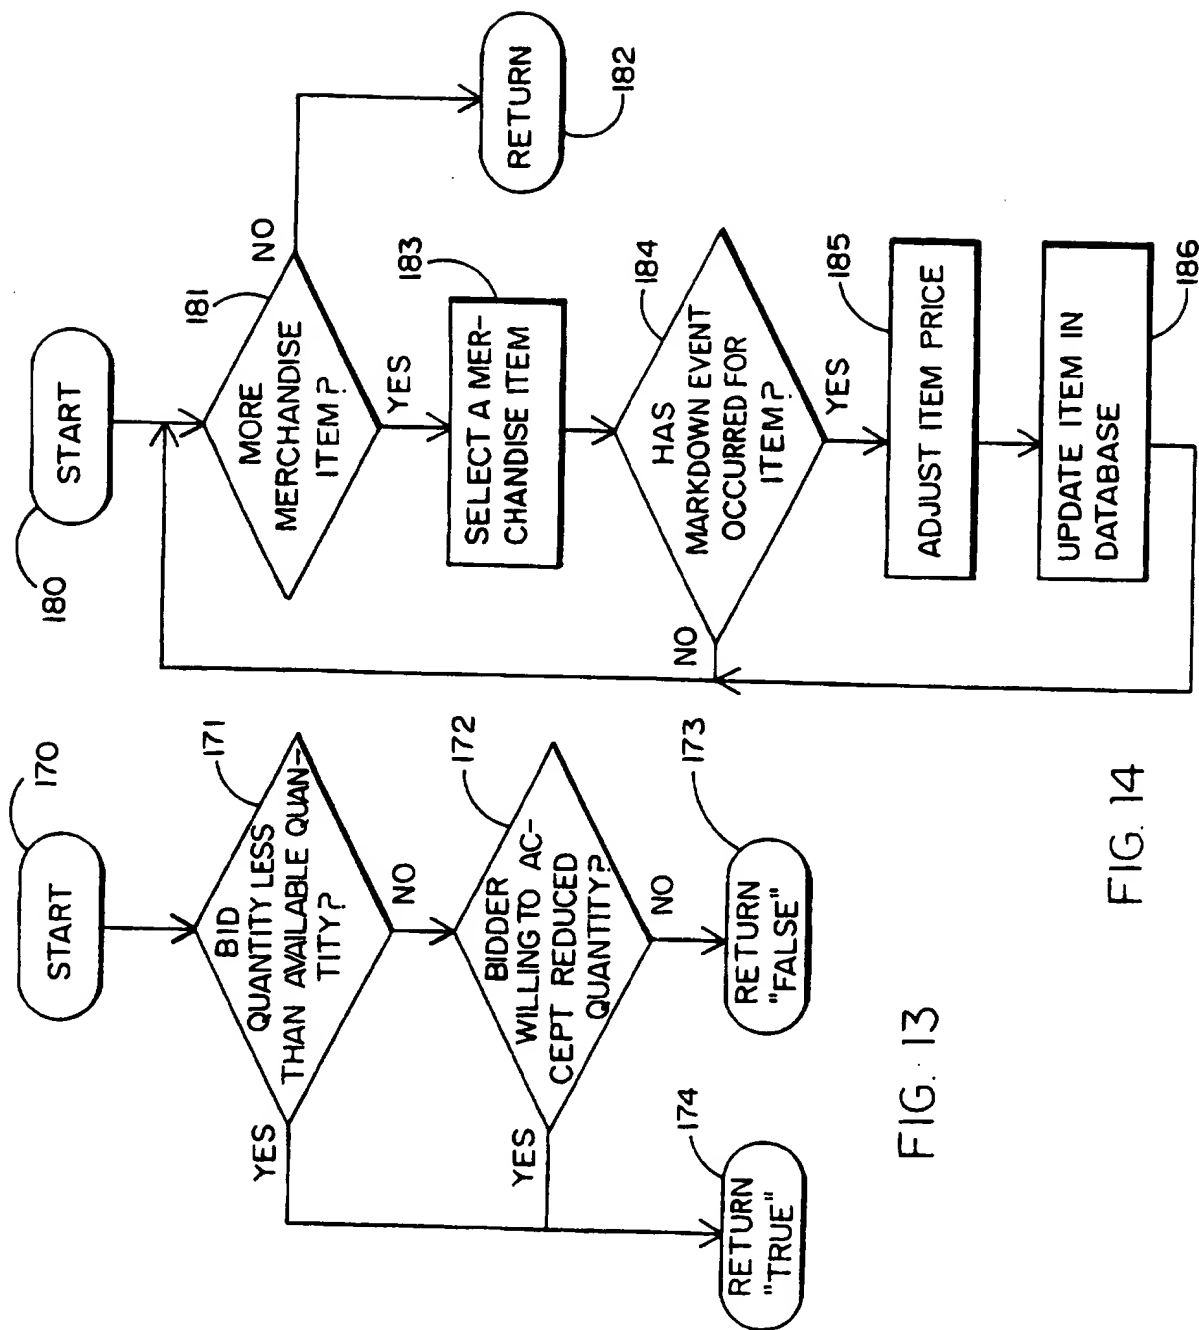 170
START
171
BID
QUANTITY LESS
THAN AVAILABLE QUAN-
TITY?
YES
NO
172
BIDDER
WILLING TO AC-
CEPT REDUCED
QUANTITY?
YES
NO
174
RETURN
"TRUE"
173
RETURN
"FALSE"
FIG. 13
180
START
181
MORE
MERCHANDISE
ITEM?
NO
YES
RETURN
182
183
SELECT A MER-
CHANDISE ITEM
184
HAS
MARKDOWN EVENT
OCCURRED FOR
ITEM?
NO
YES
185
ADJUST ITEM PRICE
UPDATE ITEM IN
DATABASE
186
FIG. 14